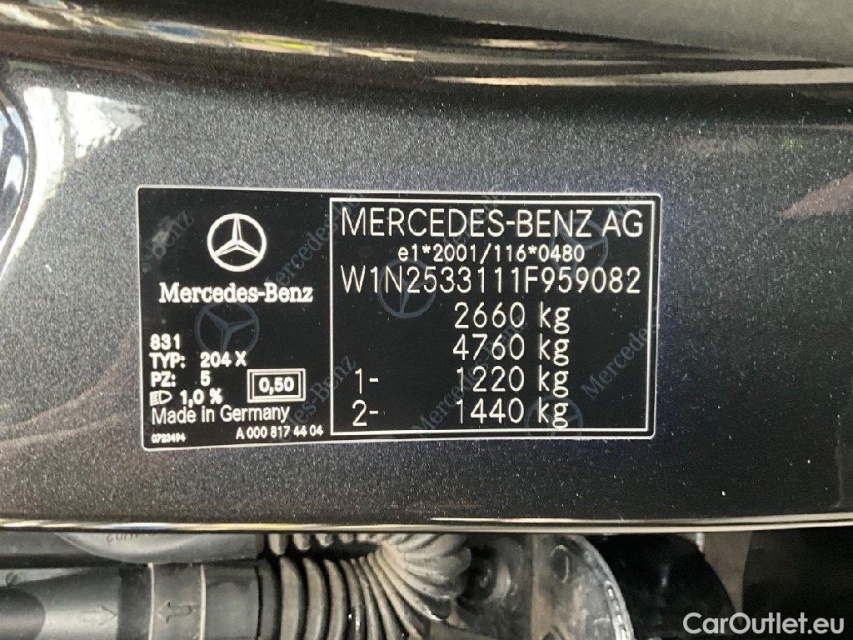 Mercedes-Benz
831
TYP: 204 X
PZ: 5
1,0 %
0,50
Made in Germany
0723494
A 000 817 44 04
MERCEDES-BENZ AG
e1*2001/116*0480
W1N2533111F959082
2660 kg
4760 kg
1- 1220 kg
2- 1440 kg
CarOutlet.eu